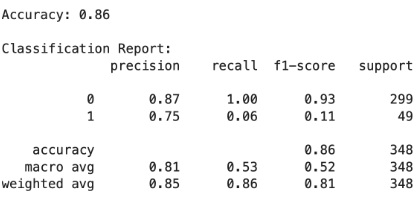 Accuracy: 0.86
Classification Report:
precision recall f1-score support
0 0.87 1.00 0.93 299
1 0.75 0.06 0.11 49
accuracy 0.86 348
macro avg 0.81 0.53 0.52 348
weighted avg 0.85 0.86 0.81 348